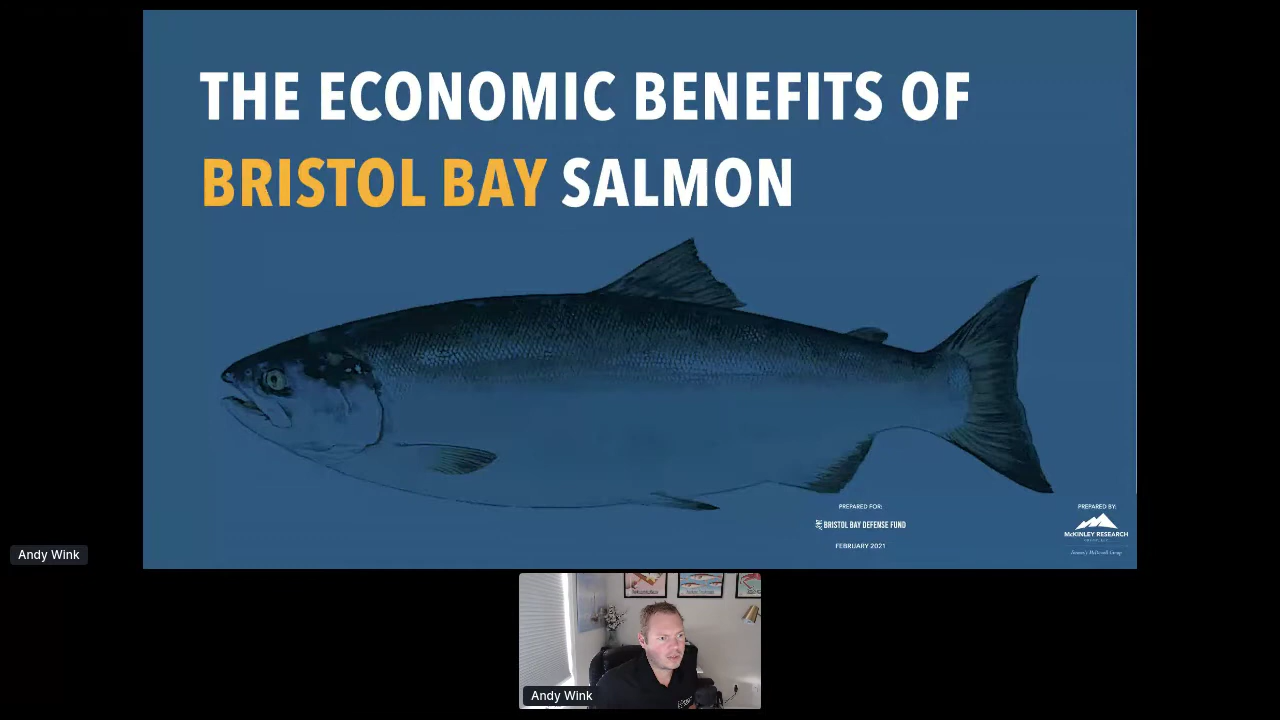 THE ECONOMIC BENEFITS OF
BRISTOL BAY SALMON
PREPARED FOR:
BRISTOL BAY DEFENSE FUND
FEBRUARY 2021
PREPARED BY:
McKINLEY RESEARCH
Andy Wink
Andy Wink